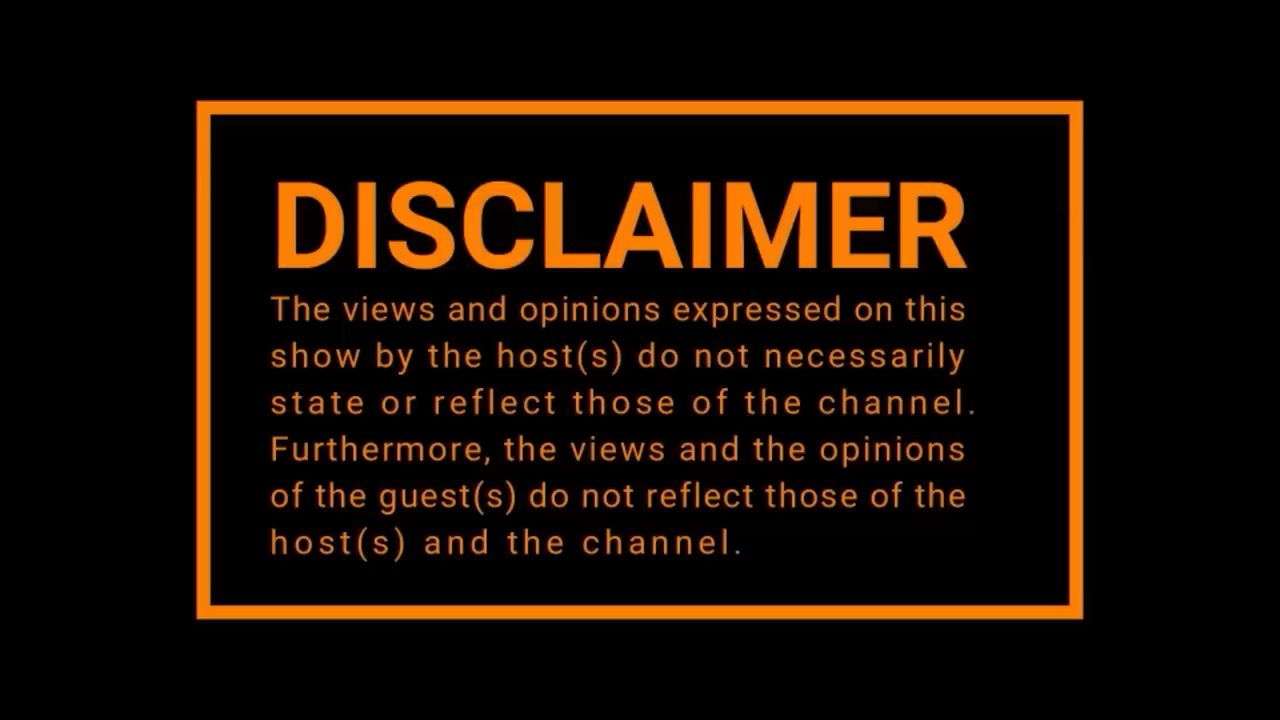 DISCLAIMER
The views and opinions expressed on this
show by the host(s) do not necessarily
state or reflect those of the channel.
Furthermore, the views and the opinions
of the guest(s) do not reflect those of the
host(s) and the channel.